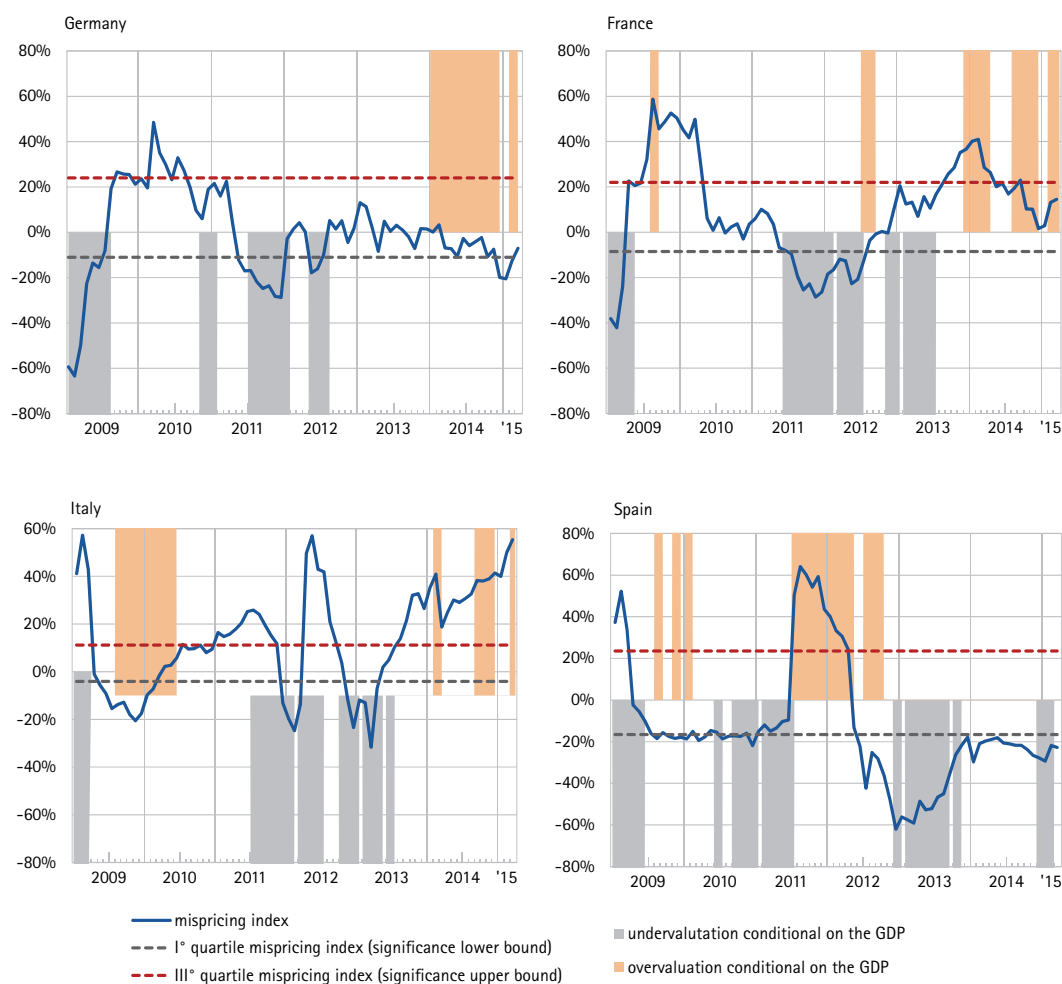 Germany
80%
60%
40%
20%
0%
-20%
-40%
-60%
-80%
2009 2010 2011 2012 2013 2014 '15
France
80%
60%
40%
20%
0%
-20%
-40%
-60%
-80%
2009 2010 2011 2012 2013 2014 '15
Italy
60%
40%
20%
0%
-20%
-40%
-60%
-80%
2009 2010 2011 2012 2013 2014 '15
Spain
80%
60%
40%
20%
0%
-20%
-40%
-60%
-80%
2009 2010 2011 2012 2013 2014 '15
mispricing index
I° quartile mispricing index (significance lower bound)
III° quartile mispricing index (significance upper bound)
undervalutation conditional on the GDP
overvaluation conditional on the GDP